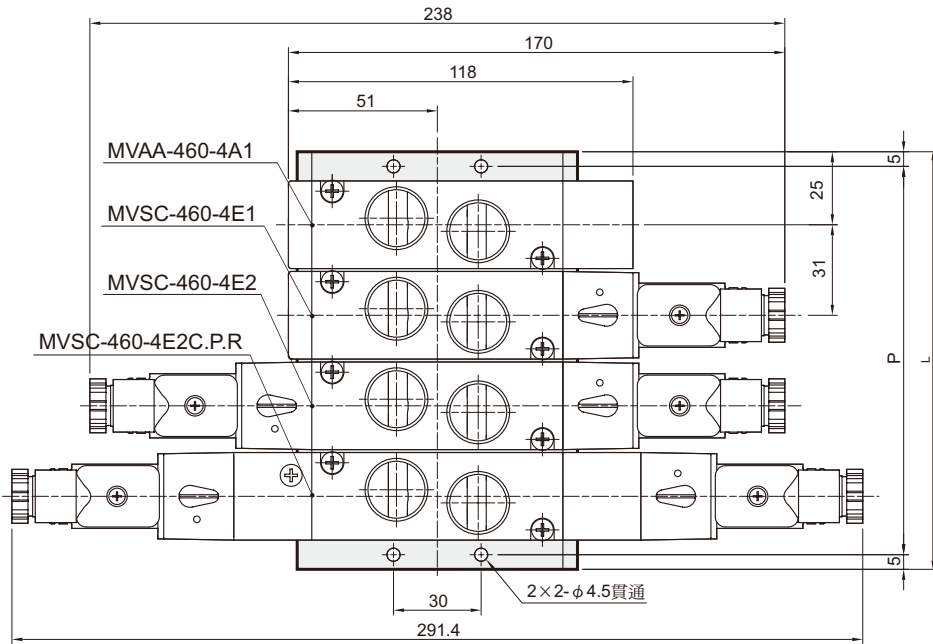 238
170
118
51
MVAA-460-4A1
5
25
MVSC-460-4E1
31
MVSC-460-4E2
MVSC-460-4E2C.P.R
P
L
5
2×2-φ4.5貫通
30
291.4